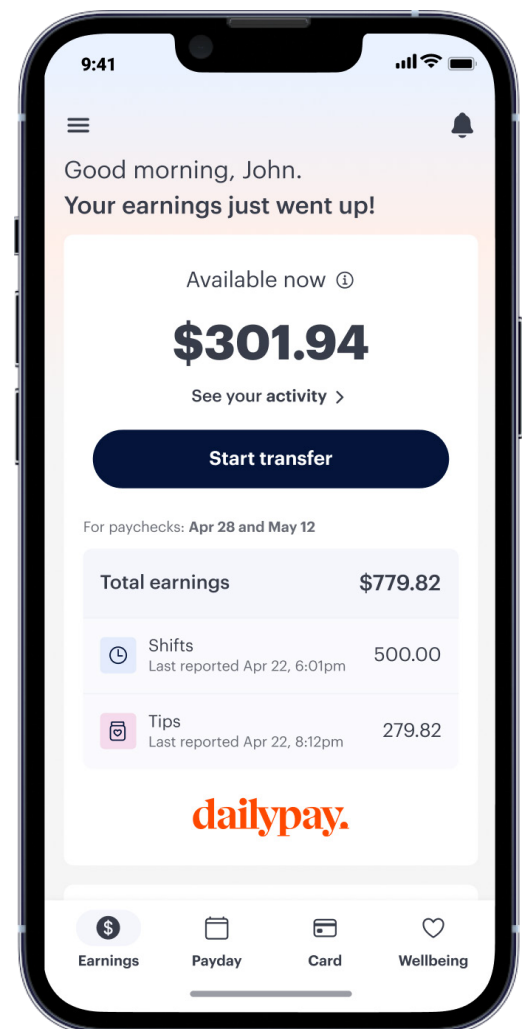 9:41
Good morning, John.
Your earnings just went up!
Available now
$301.94
See your activity >
Start transfer
For paychecks: Apr 28 and May 12
Total earnings $779.82
Shifts 500.00
Last reported Apr 22, 6:01pm
Tips 279.82
Last reported Apr 22, 8:12pm
dailypay.
Earnings Payday Card Wellbeing